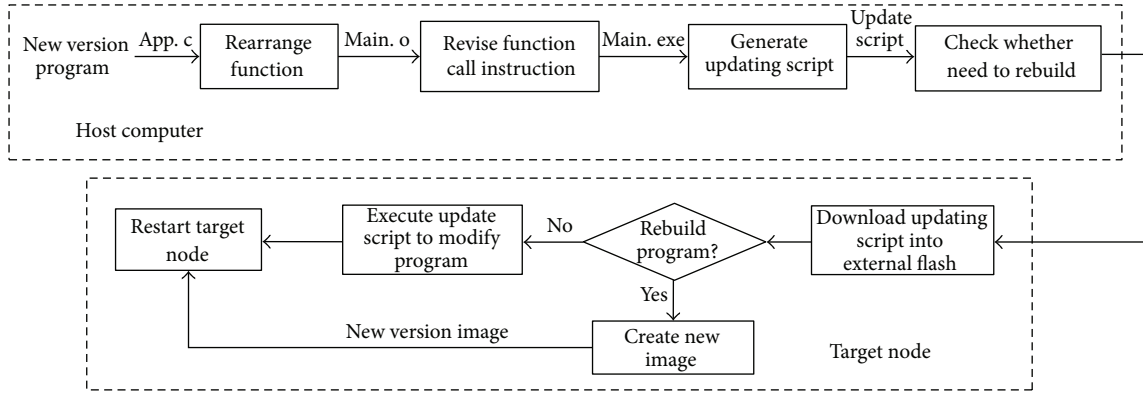 New version
program
App. c
Rearrange
function
Main. o
Revise function
call instruction
Main. exe
Generate
updating script
Update
script
Check whether
need to rebuild
Host computer
Download updating
script into
external flash
Rebuild
program?
No
Execute update
script to modify
program
Restart target
node
Yes
Create new
image
New version image
Target node